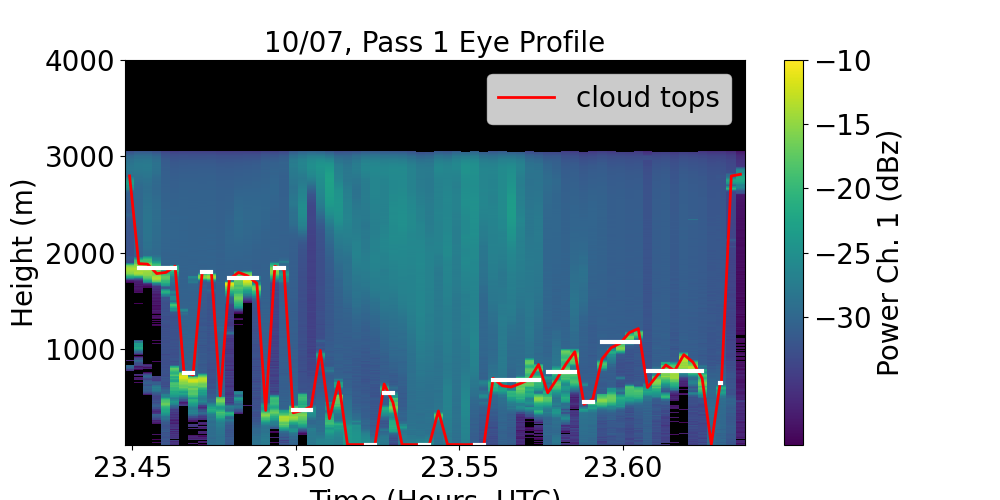 10/07, Pass 1 Eye Profile
4000
3000
2000
1000
Height (m)
cloud tops
23.45 23.50 23.55 23.60
Time (Hours, UTC)
−10
−15
−20
−25
−30
Power Ch. 1 (dBz)